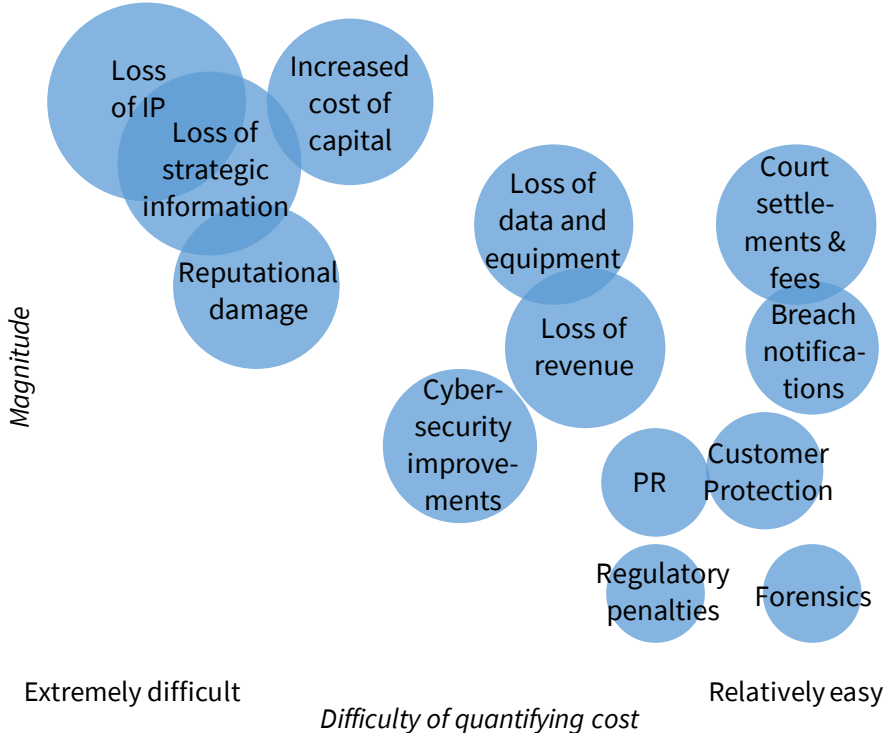 Loss
of IP
Increased
cost of
capital
Loss of
strategic
information
Reputational
damage
Loss of
data and
equipment
Court
settle-
ments &
fees
Loss of
revenue
Breach
notifica-
tions
Cyber-
security
improve-
ments
PR
Customer
Protection
Regulatory
penalties
Forensics
Magnitude
Extremely difficult
Relatively easy
Difficulty of quantifying cost